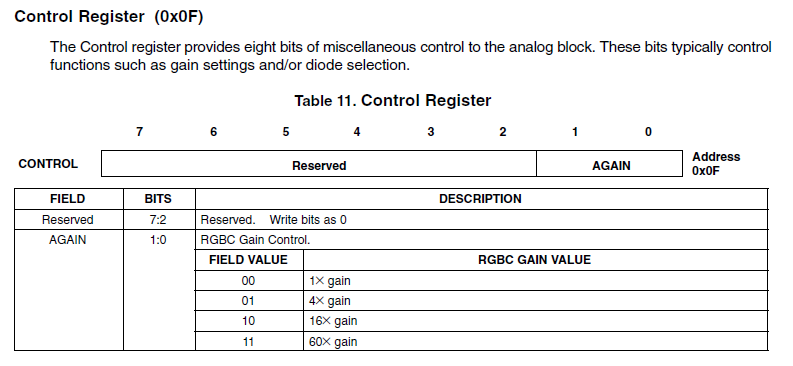 Control Register (0x0F)
The Control register provides eight bits of miscellaneous control to the analog block. These bits typically control
functions such as gain settings and/or diode selection.
Table 11. Control Register
7 6 5 4 3 2 1 0
CONTROL Reserved AGAIN Address
0x0F
FIELD BITS DESCRIPTION
Reserved 7:2 Reserved. Write bits as 0
AGAIN 1:0 RGBC Gain Control.
FIELD VALUE RGBC GAIN VALUE
00 1× gain
01 4× gain
10 16× gain
11 60× gain